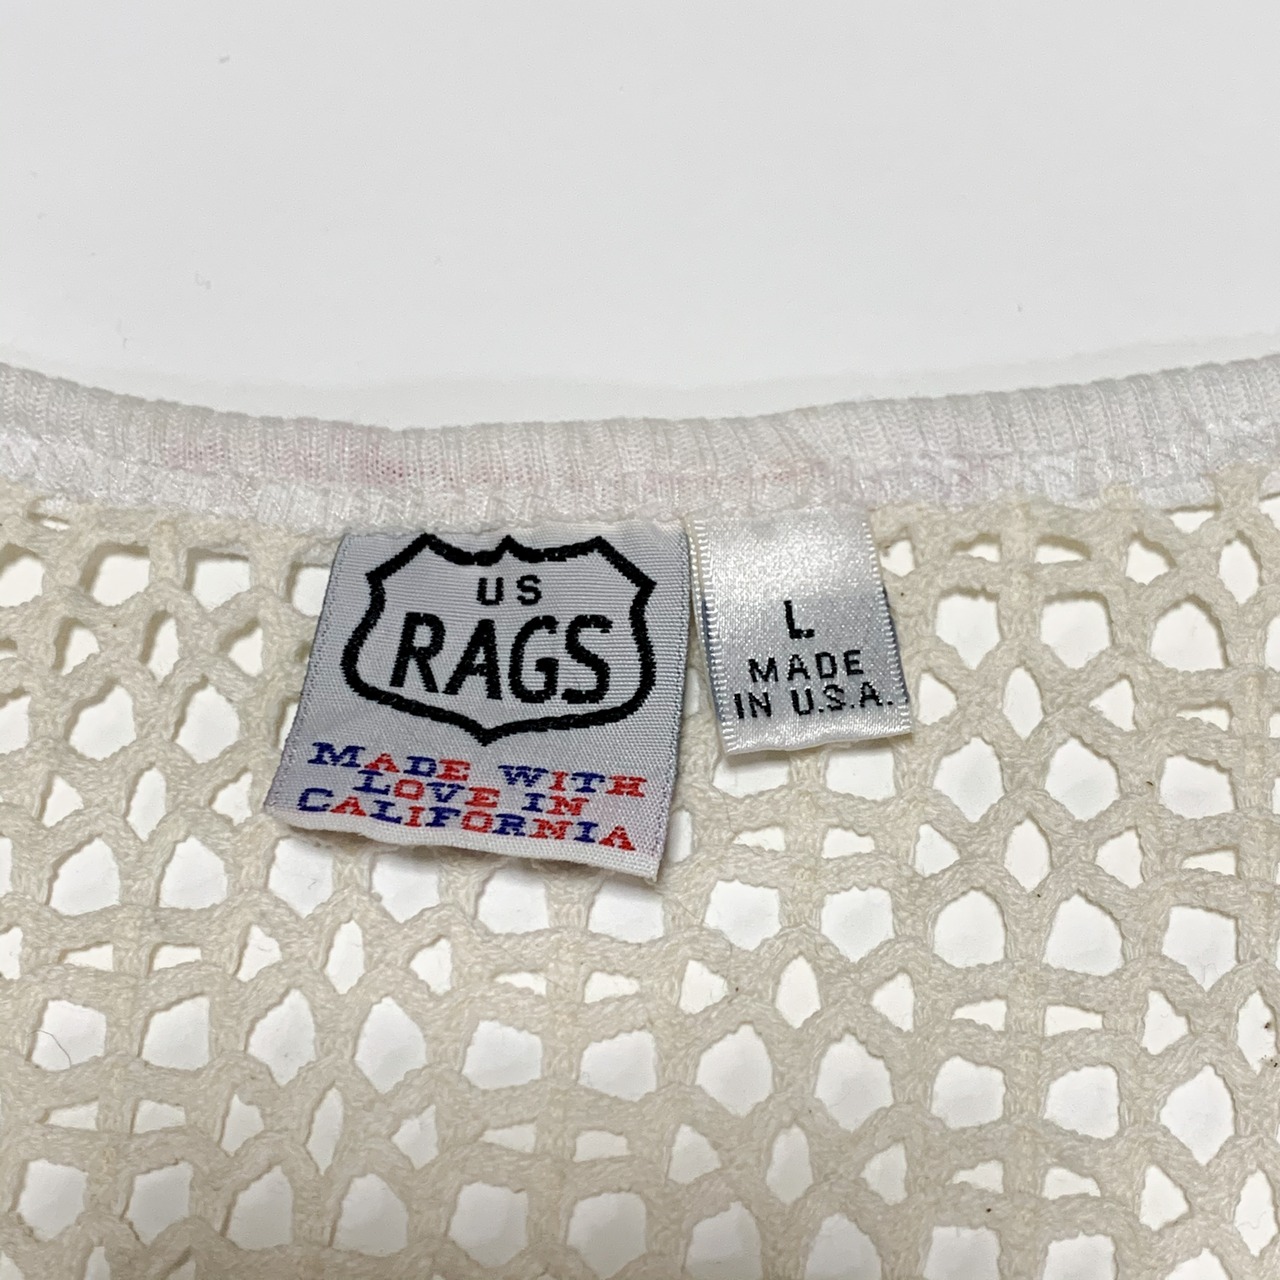 US
RAGS
MADE WITH
LOVE IN
CALIFORNIA
L
MADE
IN U.S.A.